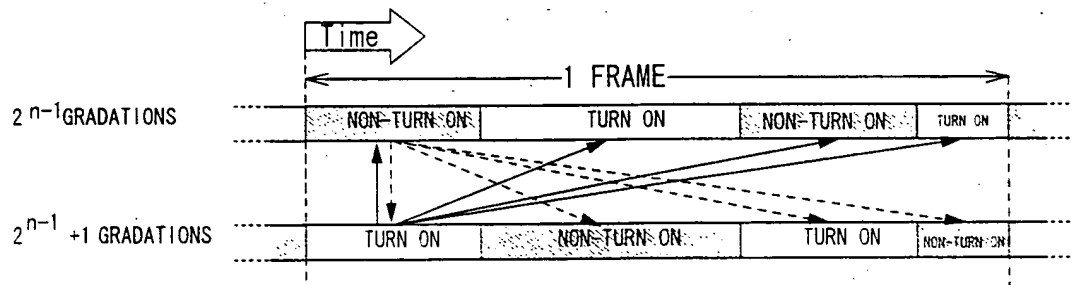 Time
1 FRAME
2 n-1 GRADATIONS
NON-TURN ON TURN ON NON-TURN ON TURN ON
2 n-1 +1 GRADATIONS
TURN ON NON-TURN ON TURN ON NON-TURN ON